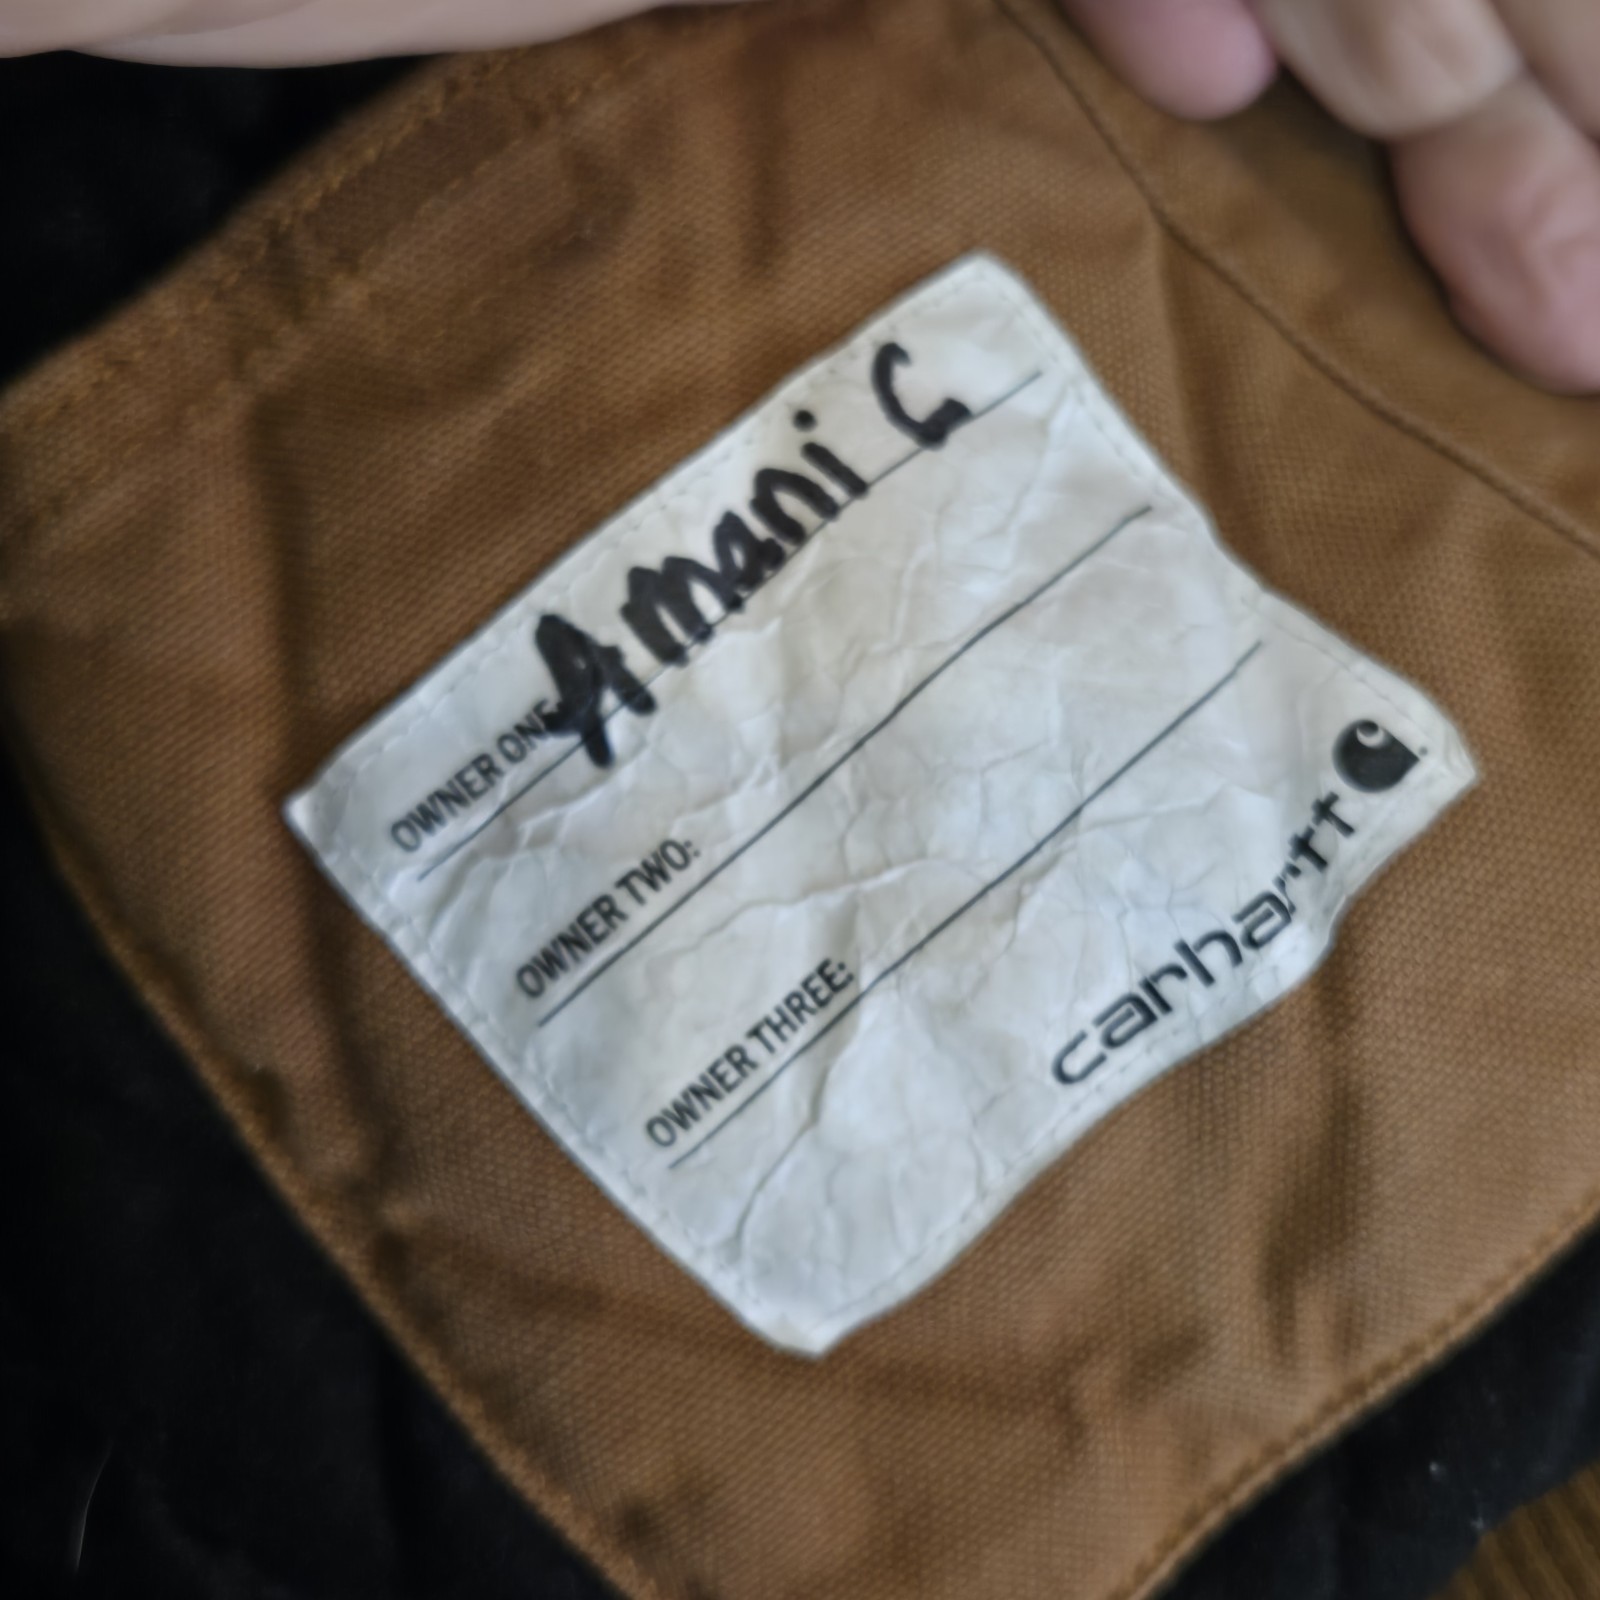 OWNER ONE: Amani C
OWNER TWO:
OWNER THREE:
carhartt